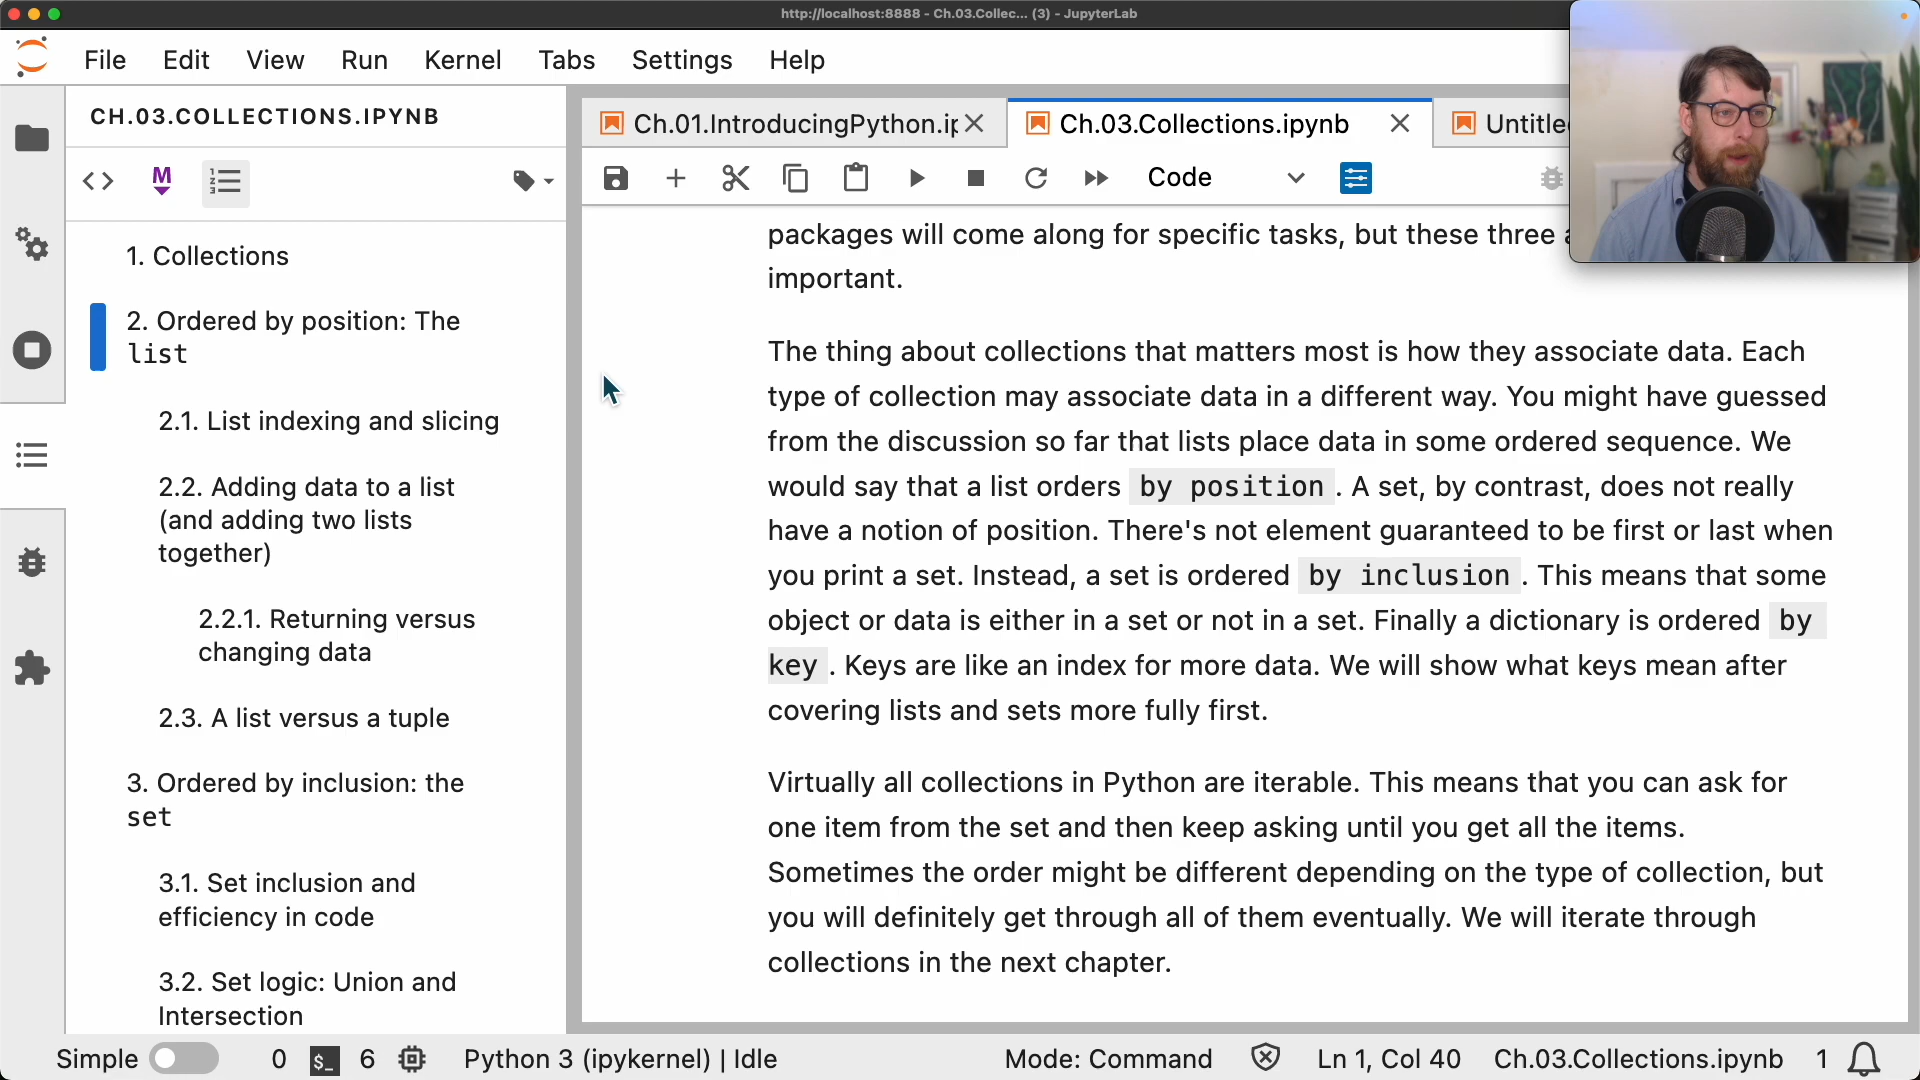 http://localhost:8888 - Ch.03.Collec... (3) - JupyterLab
File Edit View Run Kernel Tabs Settings Help
CH.03.COLLECTIONS.IPYNB
Ch.01.IntroducingPython.ip
Ch.03.Collections.ipynb
Untitle
M
Code
1. Collections
2. Ordered by position: The
list
2.1. List indexing and slicing
2.2. Adding data to a list
(and adding two lists
together)
2.2.1. Returning versus
changing data
2.3. A list versus a tuple
3. Ordered by inclusion: the
set
3.1. Set inclusion and
efficiency in code
3.2. Set logic: Union and
Intersection
packages will come along for specific tasks, but these three
important.
The thing about collections that matters most is how they associate data. Each
type of collection may associate data in a different way. You might have guessed
from the discussion so far that lists place data in some ordered sequence. We
would say that a list orders by position . A set, by contrast, does not really
have a notion of position. There's not element guaranteed to be first or last when
you print a set. Instead, a set is ordered by inclusion . This means that some
object or data is either in a set or not in a set. Finally a dictionary is ordered by
key . Keys are like an index for more data. We will show what keys mean after
covering lists and sets more fully first.
Virtually all collections in Python are iterable. This means that you can ask for
one item from the set and then keep asking until you get all the items.
Sometimes the order might be different depending on the type of collection, but
you will definitely get through all of them eventually. We will iterate through
collections in the next chapter.
Simple 0 $_ 6 Python 3 (ipykernel) | Idle Mode: Command Ln 1, Col 40 Ch.03.Collections.ipynb 1